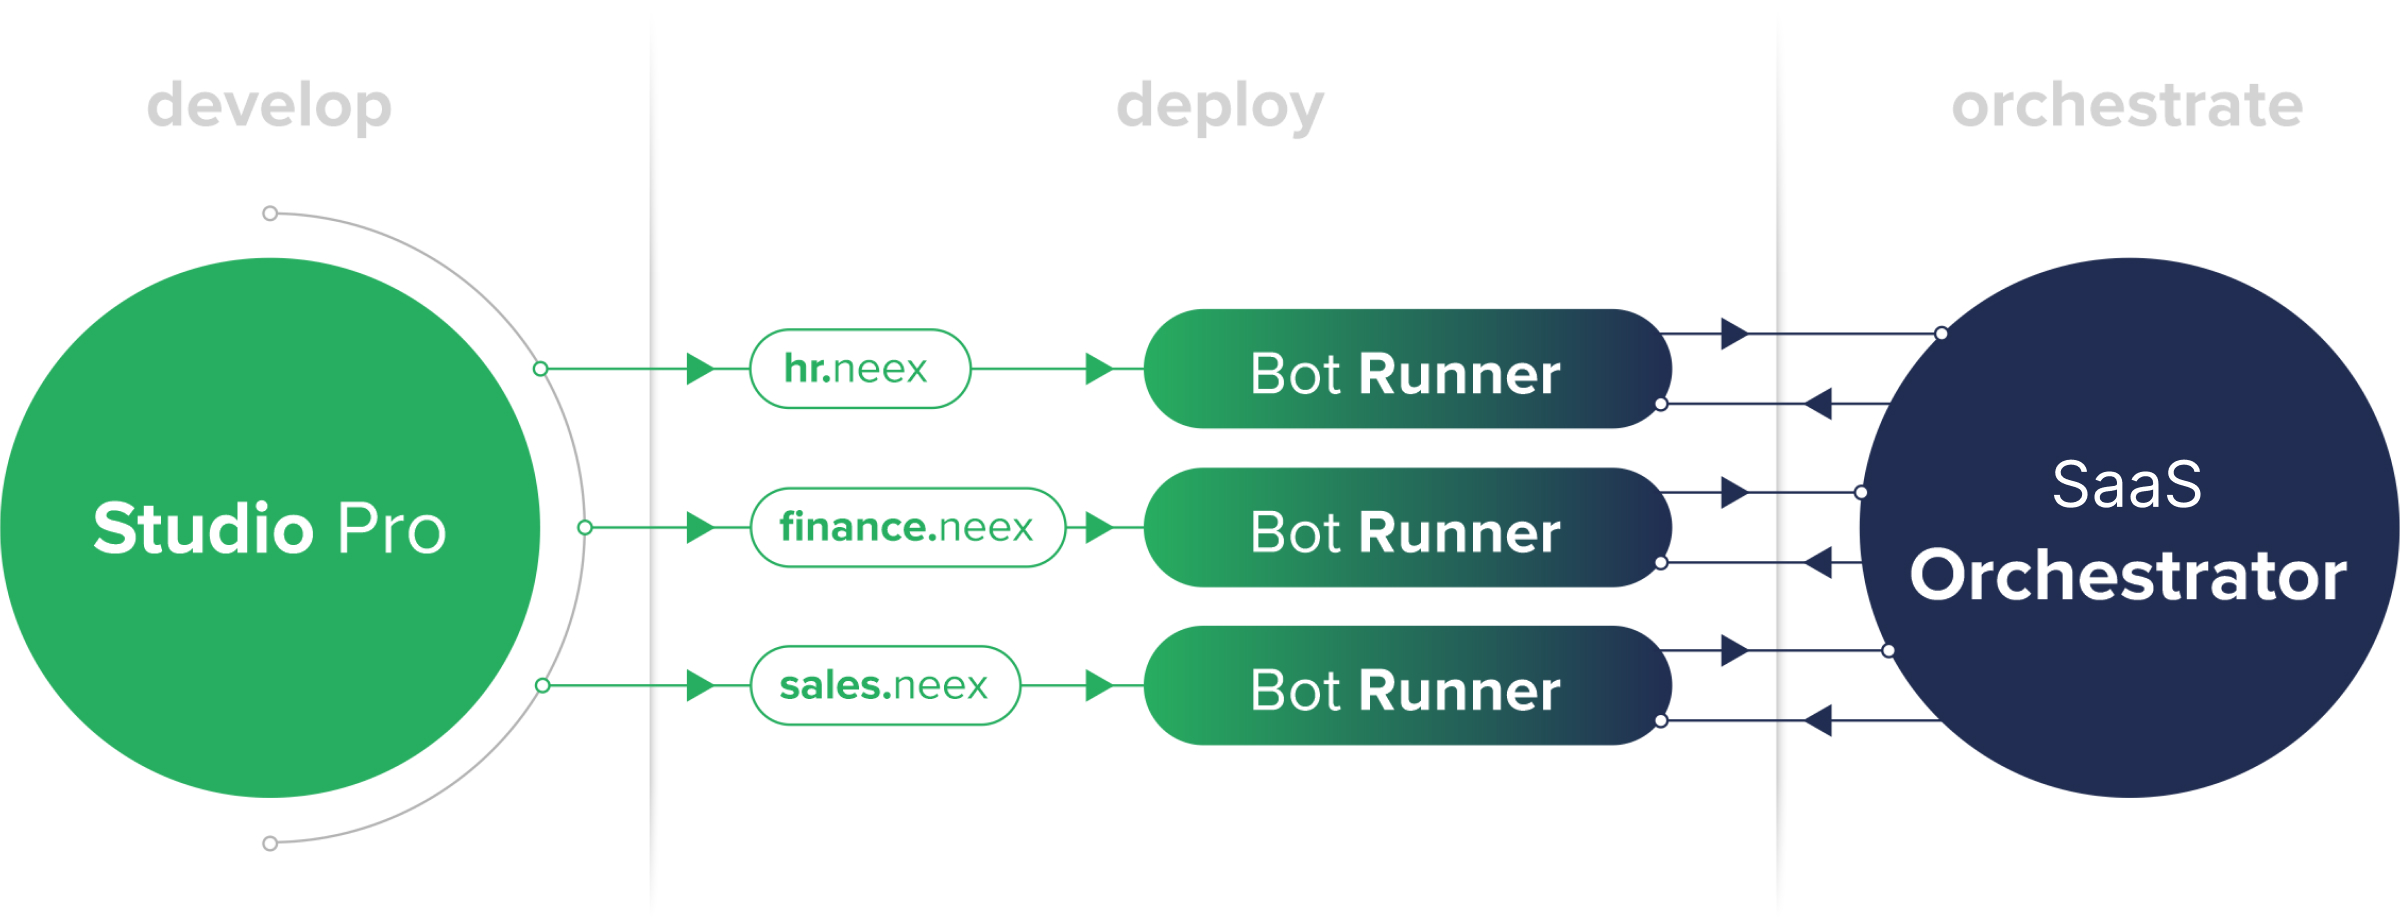 develop
deploy
orchestrate
Studio Pro
hr.neex
Bot Runner
finance.neex
Bot Runner
sales.neex
Bot Runner
SaaS
Orchestrator